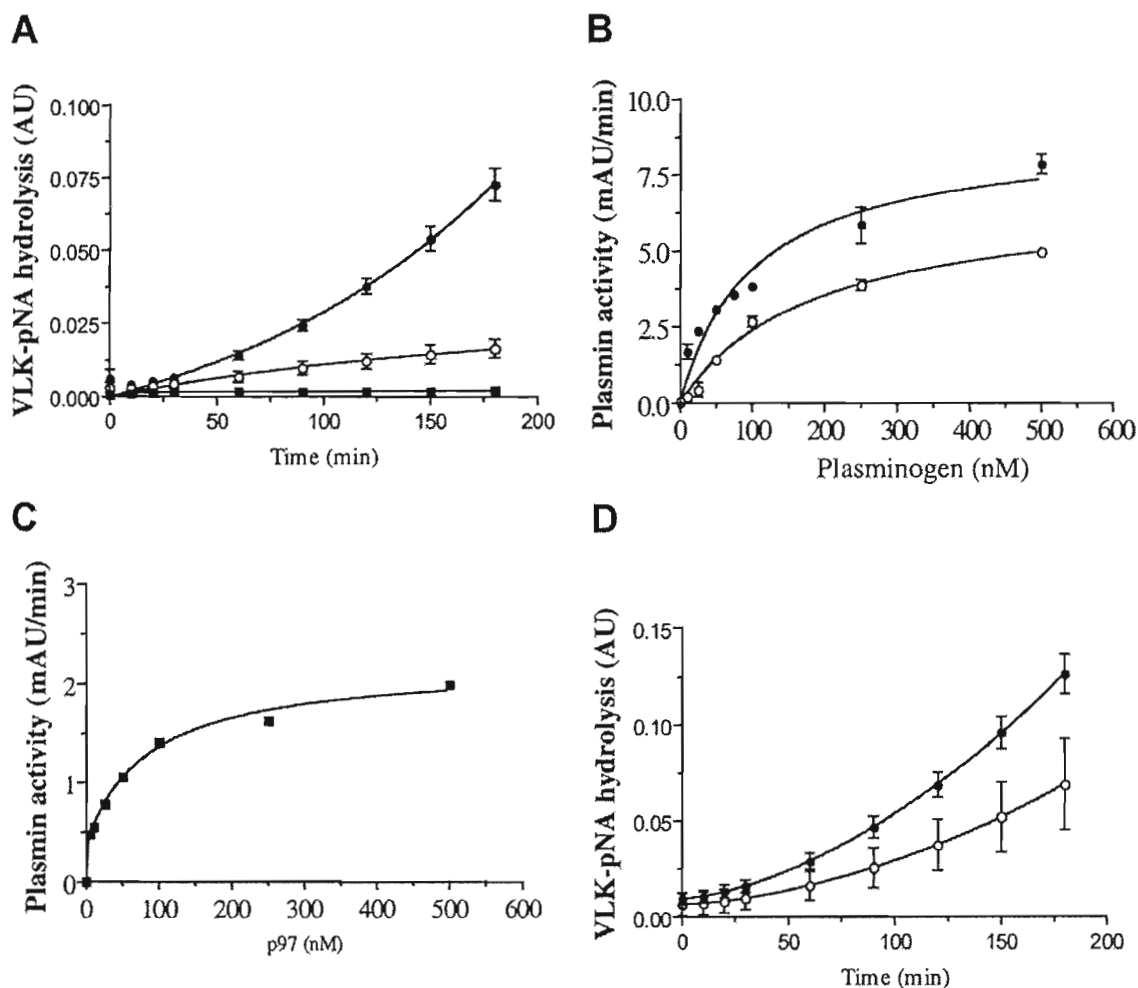 A
VLK-pNA hydrolysis (AU)
0.100
0.075
0.050
0.025
0.000
0 50 100 150 200
Time (min)
B
Plasmin activity (mAU/min)
10.0
7.5
5.0
2.5
0.0
0 100 200 300 400 500 600
Plasminogen (nM)
C
Plasmin activity (mAU/min)
3
2
1
0
0 100 200 300 400 500 600
p97 (nM)
D
VLK-pNA hydrolysis (AU)
0.15
0.10
0.05
0.00
0 50 100 150 200
Time (min)